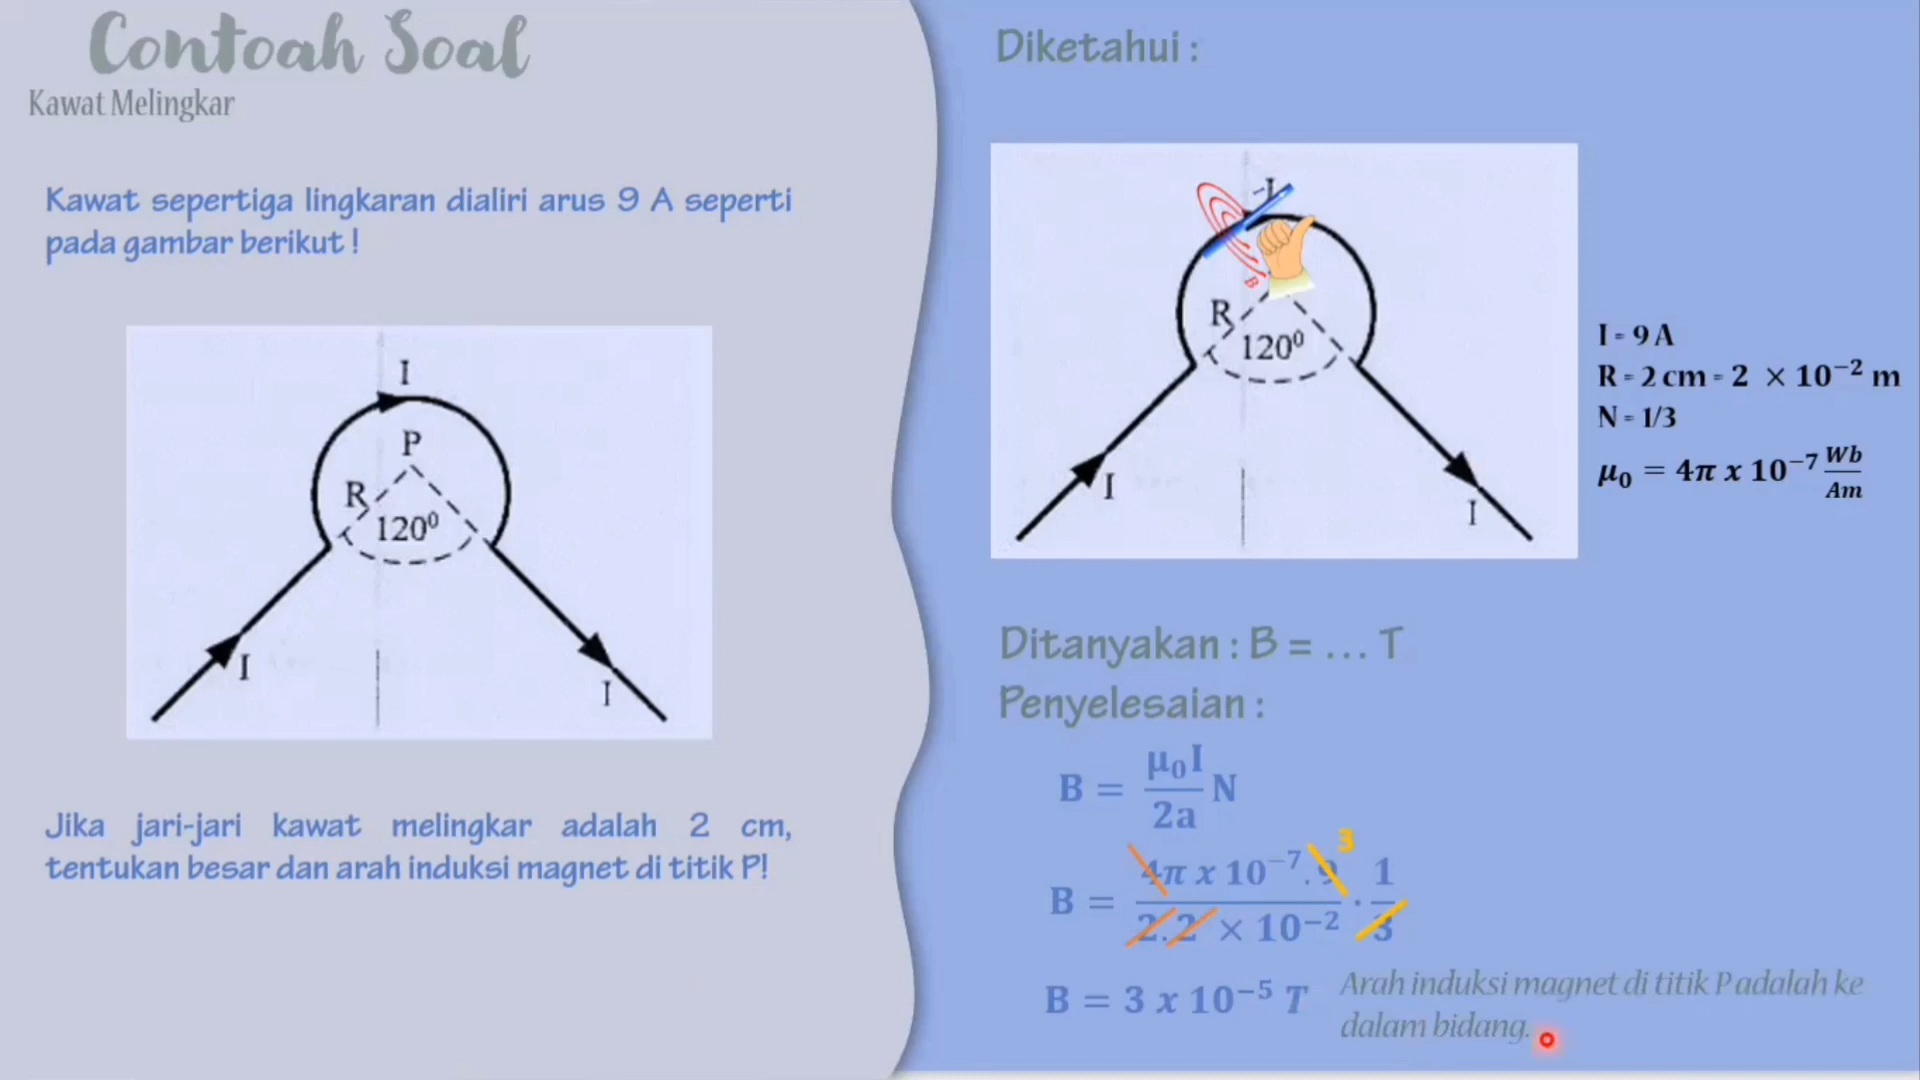 Contoah Soal
Kawat Melingkar
Kawat sepertiga lingkaran dialiri arus 9 A seperti
pada gambar berikut !
I
P
R
120⁰
I
I
Jika jari-jari kawat melingkar adalah 2 cm,
tentukan besar dan arah induksi magnet di titik P!
Diketahui :
I
B
R
120⁰
I
I
I = 9 A
R = 2 cm = 2 × 10⁻² m
N = 1/3
μ₀ = 4π x 10⁻⁷ Wb/Am
Ditanyakan : B = ... T
Penyelesaian :
B = μ₀I/2a N
3
B = 4π x 10⁻⁷ . 9 / 2.2 × 10⁻² · 1/3
B = 3 x 10⁻⁵ T
Arah induksi magnet di titik P adalah ke
dalam bidang.